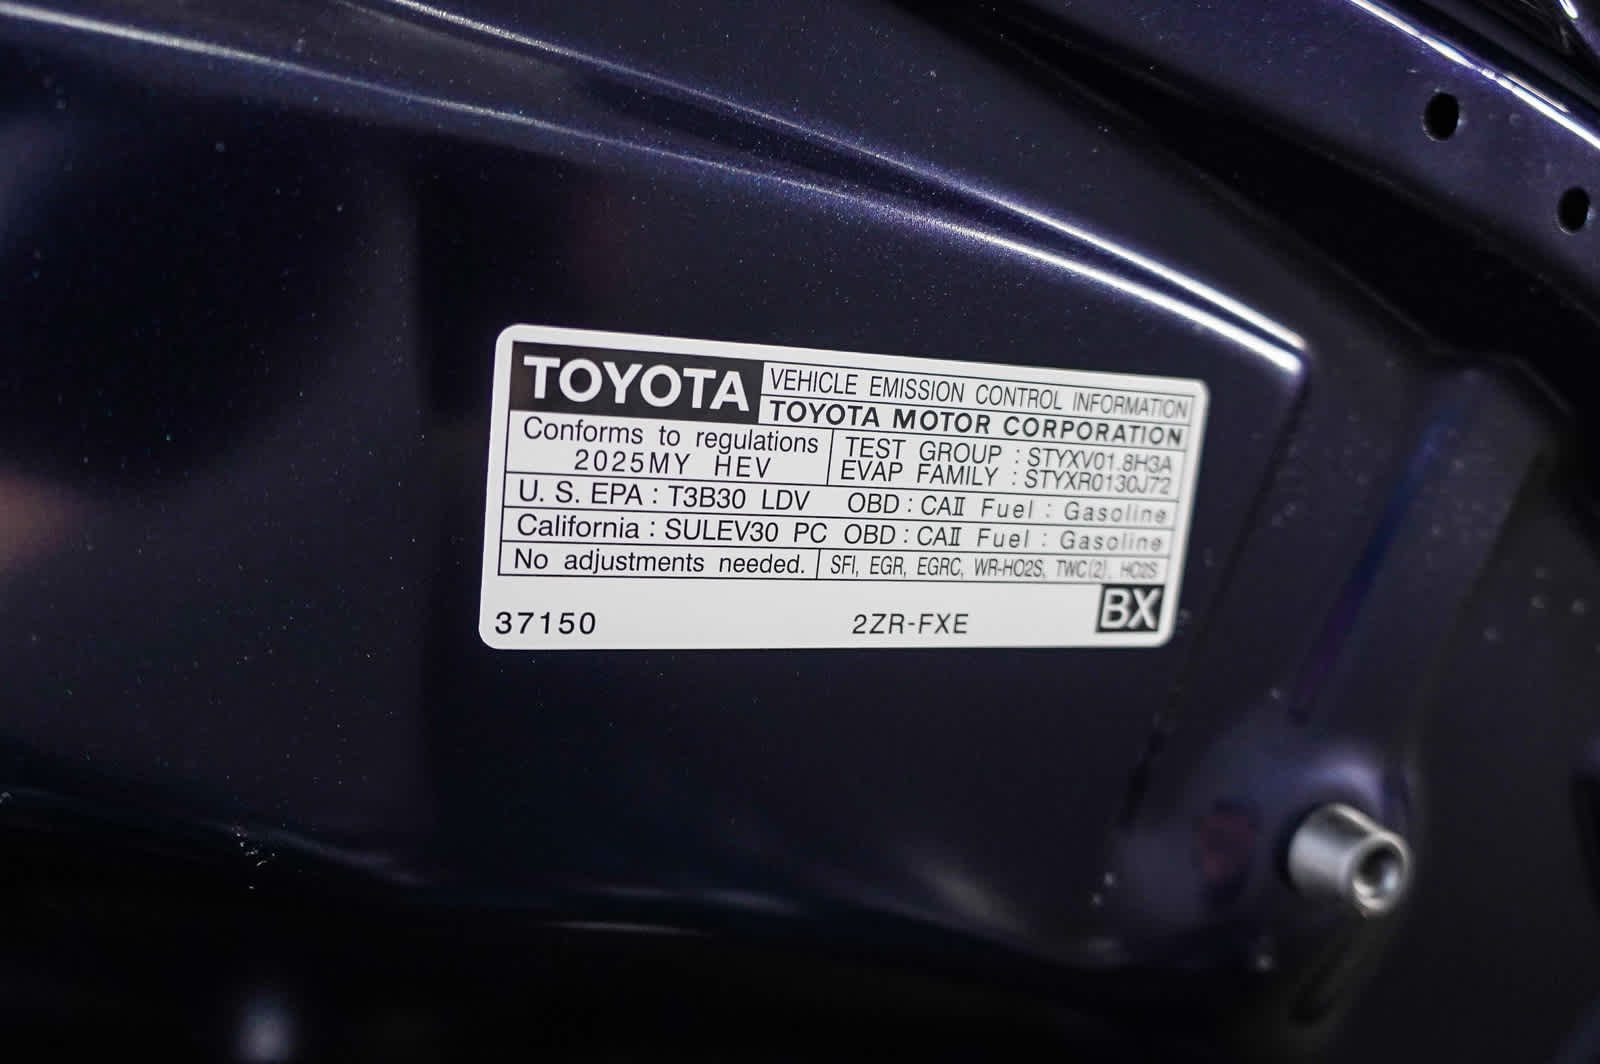 TOYOTA VEHICLE EMISSION CONTROL INFORMATION
TOYOTA MOTOR CORPORATION
Conforms to regulations
2025MY HEV
TEST GROUP : STYXV01.8H3A
EVAP FAMILY : STYXR0130J72
U. S. EPA : T3B30 LDV OBD : CAⅡ Fuel : Gasoline
California : SULEV30 PC OBD : CAⅡ Fuel : Gasoline
No adjustments needed. SFI, EGR, EGRC, WR-HO2S, TWC(2), HO2S
37150 2ZR-FXE BX